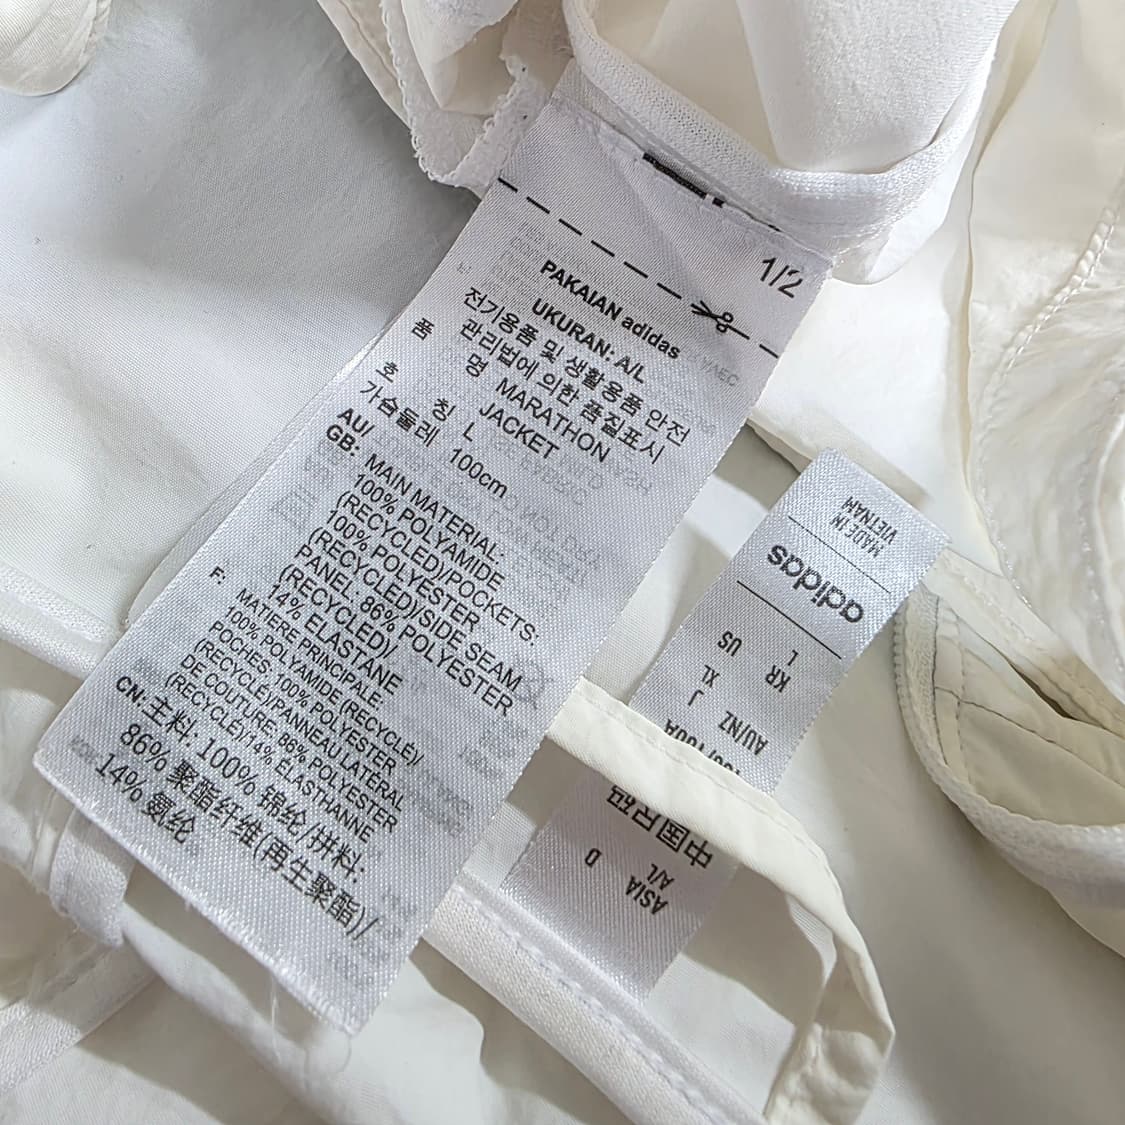 1/2
PAKAIAN adidas
UKURAN: A/L
전기용품 및 생활용품 안전
관리법에 의한 품질표시
품 명 MARATHON
JACKET
호 칭 L
가슴둘레 100cm
AU/
GB: MAIN MATERIAL:
100% POLYAMIDE
(RECYCLED)/POCKETS:
100% POLYESTER
(RECYCLED)/SIDE SEAM
PANEL: 86% POLYESTER
(RECYCLED)/
14% ELASTANE
F: MATIÈRE PRINCIPALE:
100% POLYAMIDE (RECYCLÉ)/
POCHES: 100% POLYESTER
(RECYCLÉ)/PANNEAU LATÉRAL
DE COUTURE: 86% POLYESTER
(RECYCLÉ)/14% ÉLASTHANNE
CN: 主料: 100% 锦纶/拼料:
86% 聚酯纤维(再生聚酯)/
14% 氨纶
MADE IN
VIETNAM
adidas
US KR
L
J AU/NZ
XL
中国
ASIA D
A/L